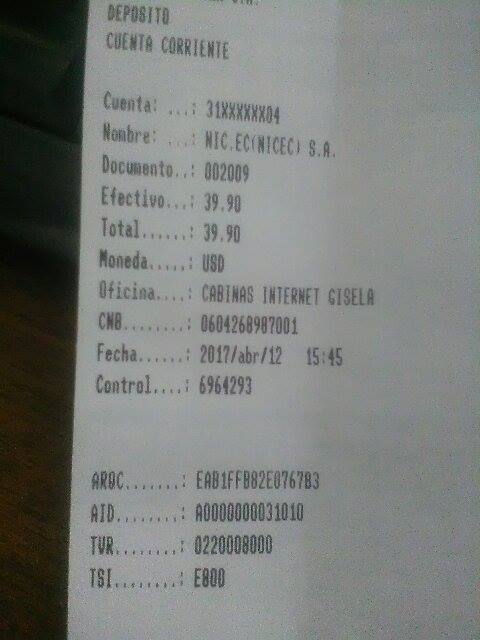 S.A.
DEPOSITO
CUENTA CORRIENTE
Cuenta: ...: 31XXXXXX04
Nombre: ...: NIC.EC(NICEC) S.A.
Documento..: 002009
Efectivo...: 39.90
Total......: 39.90
Moneda.....: USD
Oficina....: CABINAS INTERNET GISELA
CNB........: 0604268987001
Fecha......: 2017/abr/12 15:45
Control....: 6964293
ARQC.......: EAB1FFB82E0767B3
AID........: A0000000031010
TVR........: 0220008000
TSI........: E800